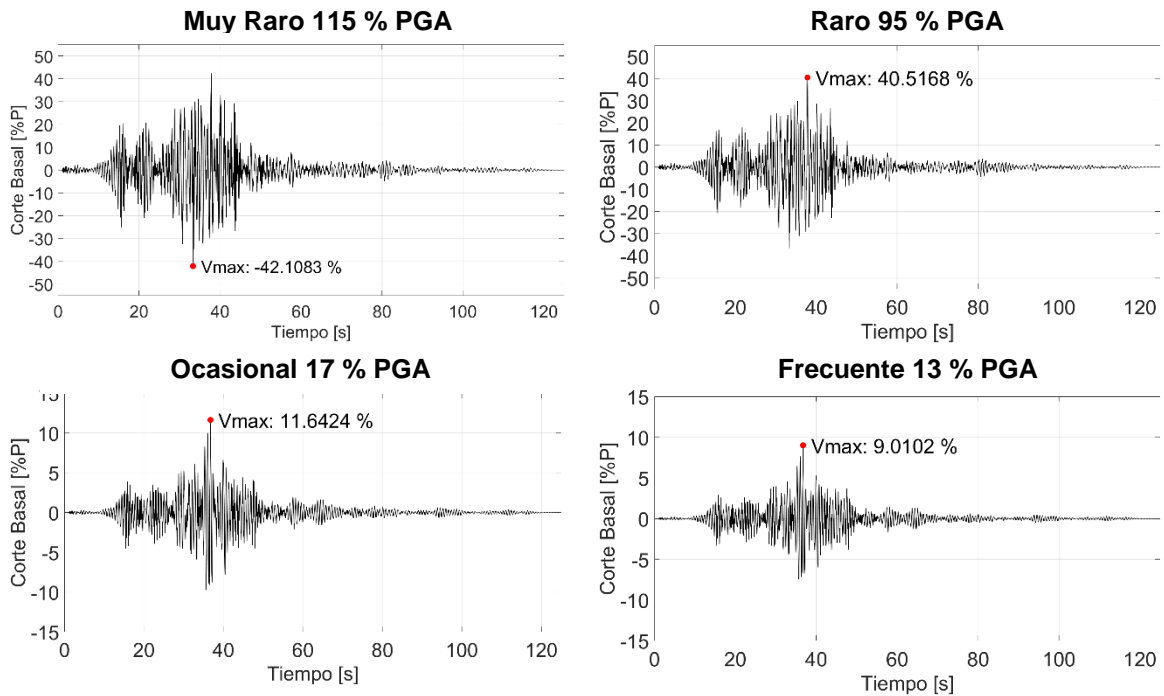 Muy Raro 115 % PGA
Corte Basal [%P]
50
40
30
20
10
0
-10
-20
-30
-40
-50
Vmax: -42.1083 %
0 20 40 60 80 100 120
Tiempo [s]
Raro 95 % PGA
Corte Basal [%P]
50
40
30
20
10
0
-10
-20
-30
-40
-50
Vmax: 40.5168 %
0 20 40 60 80 100 120
Tiempo [s]
Ocasional 17 % PGA
Corte Basal [%P]
15
10
5
0
-5
-10
-15
Vmax: 11.6424 %
0 20 40 60 80 100 120
Tiempo [s]
Frecuente 13 % PGA
Corte Basal [%P]
15
10
5
0
-5
-10
-15
Vmax: 9.0102 %
0 20 40 60 80 100 120
Tiempo [s]